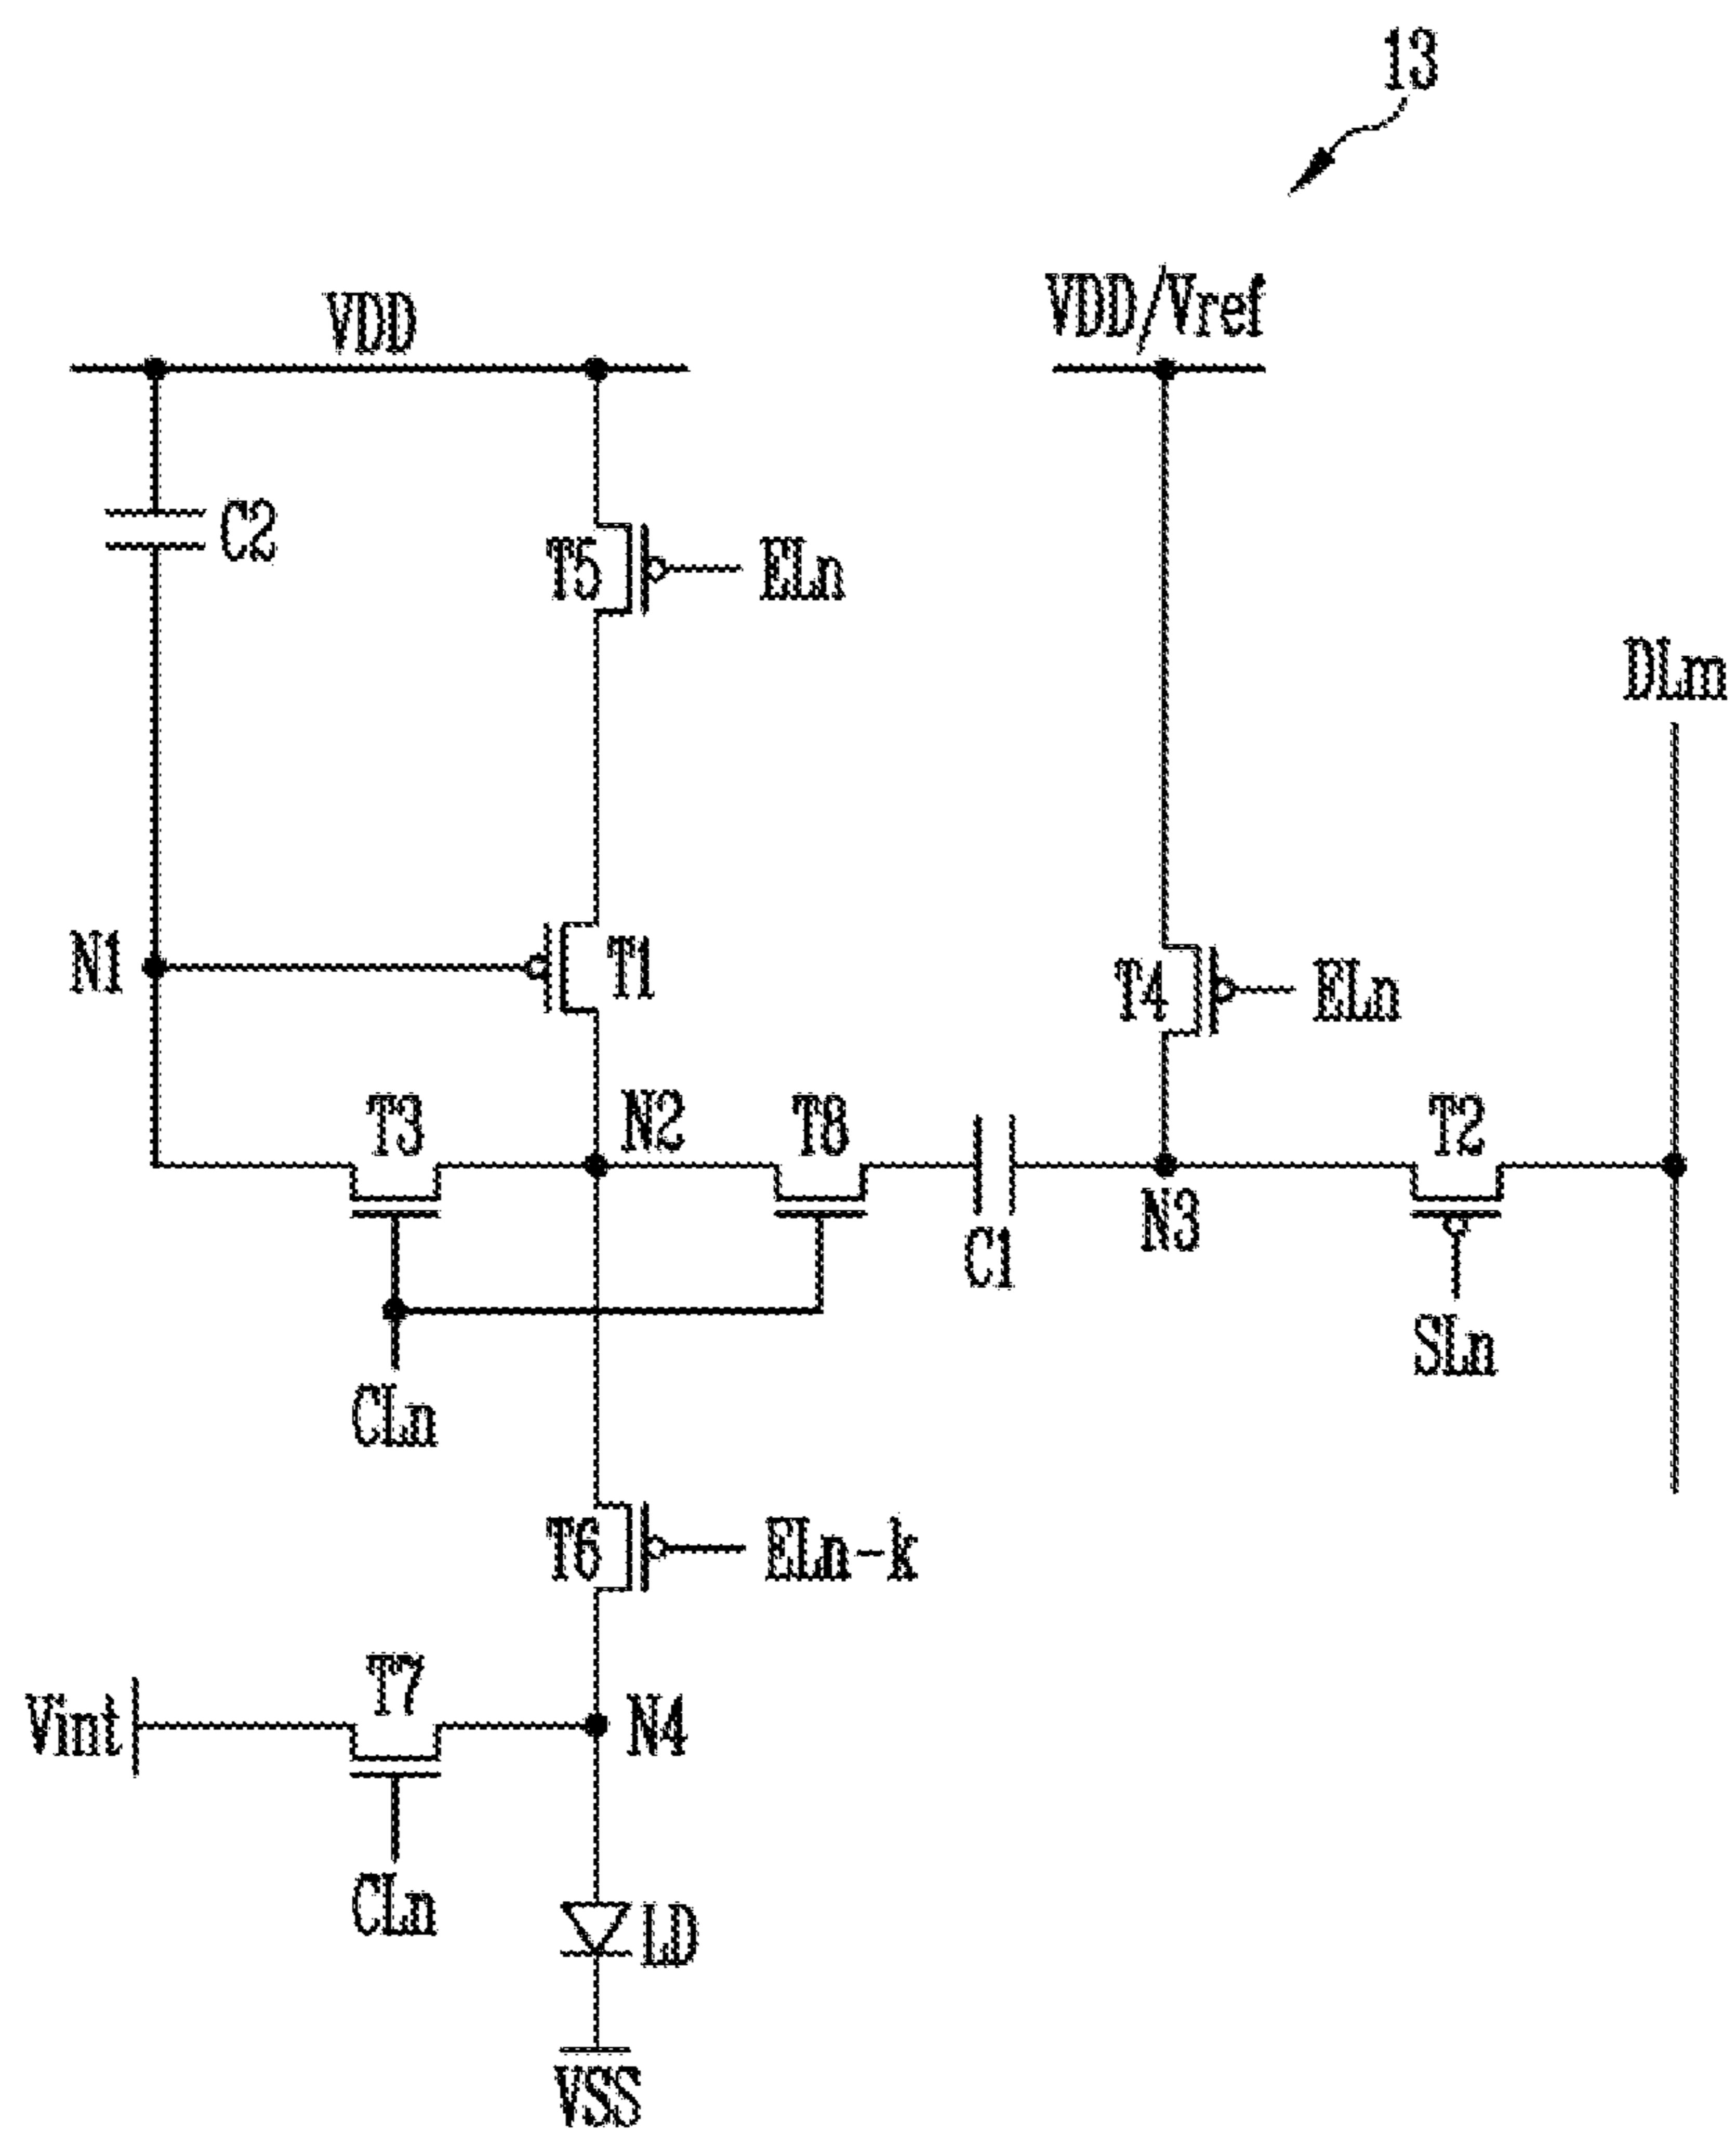 13
VDD
VDD/Vref
C2
T5
ELn
DLm
N1
T1
T4
ELn
T3
N2
T8
T2
C1
N3
SLn
CLn
T6
ELn-k
T7
Vint
N4
CLn
LD
VSS